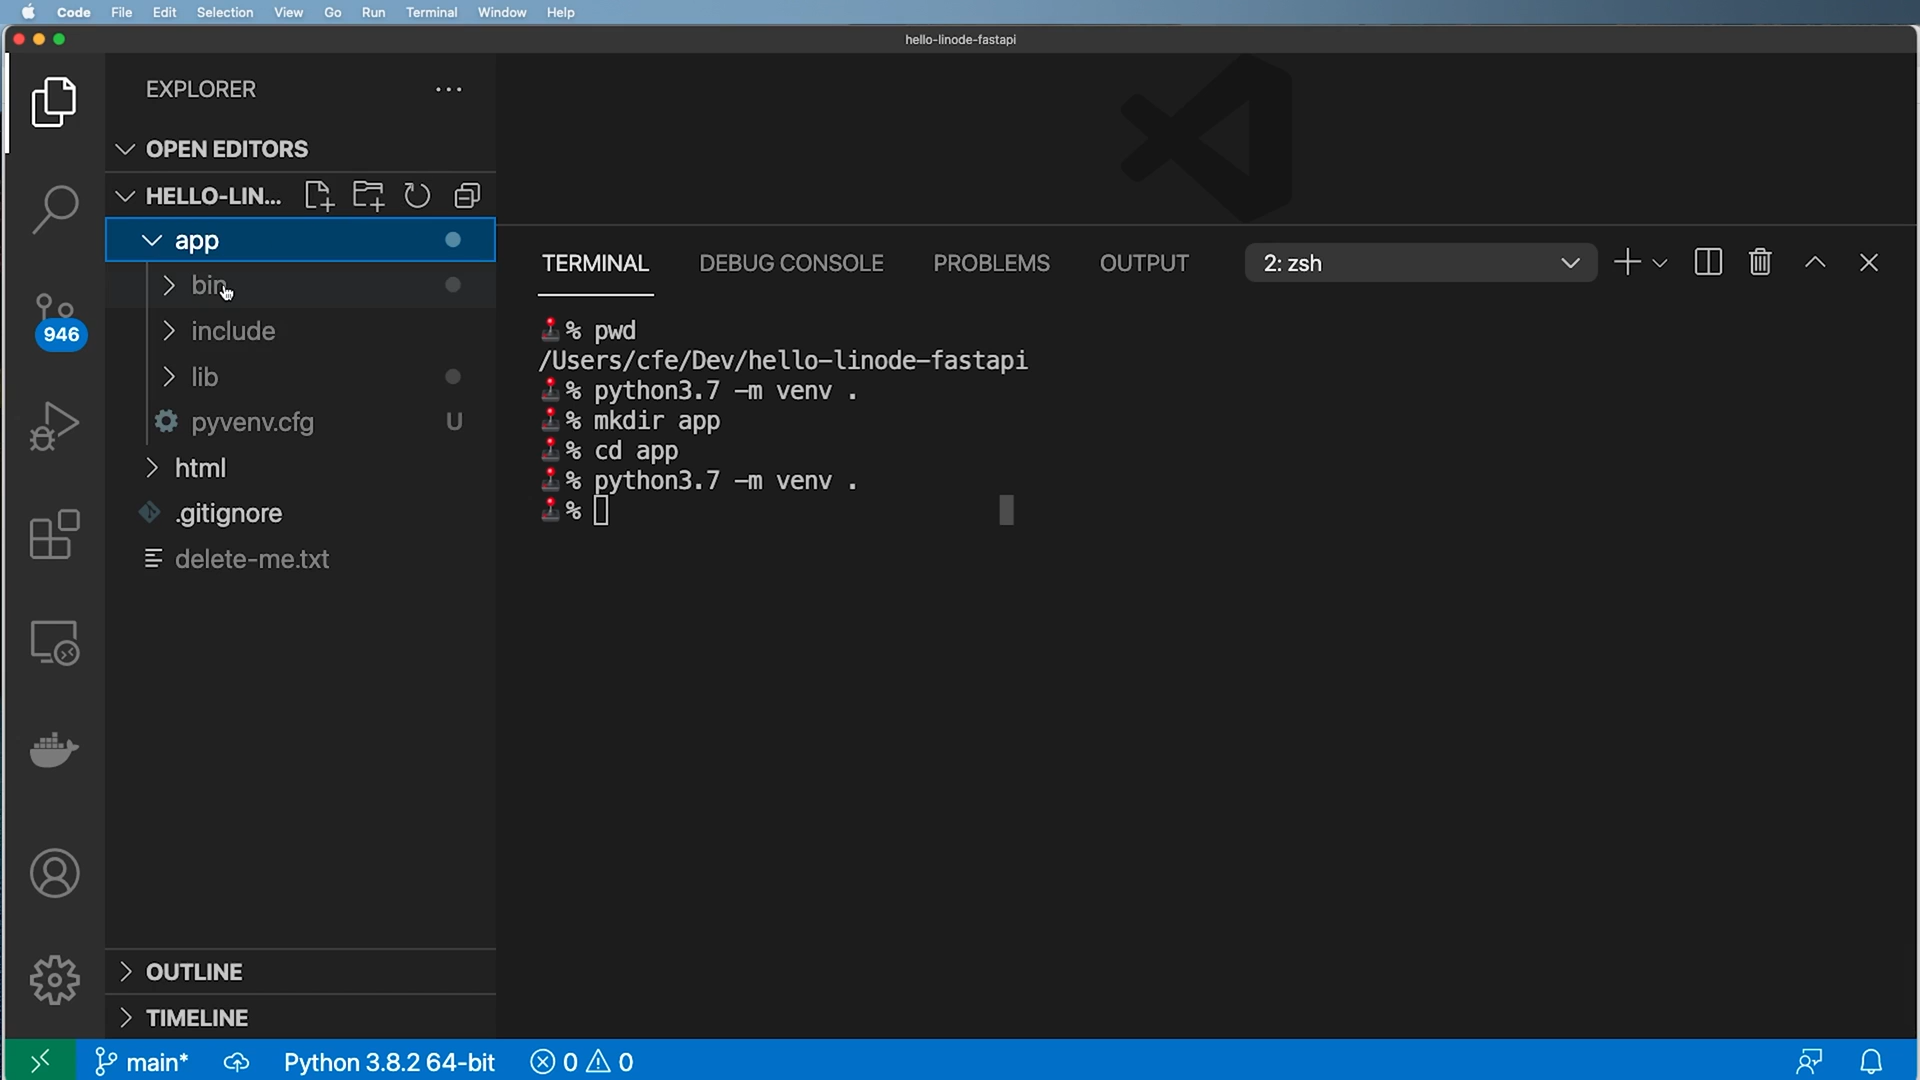 Code File Edit Selection View Go Run Terminal Window Help
hello-linode-fastapi
EXPLORER
OPEN EDITORS
HELLO-LIN...
app
bin
include
lib
pyvenv.cfg U
html
.gitignore
delete-me.txt
OUTLINE
TIMELINE
946
TERMINAL DEBUG CONSOLE PROBLEMS OUTPUT 2: zsh
% pwd
/Users/cfe/Dev/hello-linode-fastapi
% python3.7 -m venv .
% mkdir app
% cd app
% python3.7 -m venv .
%
main* Python 3.8.2 64-bit 0 0